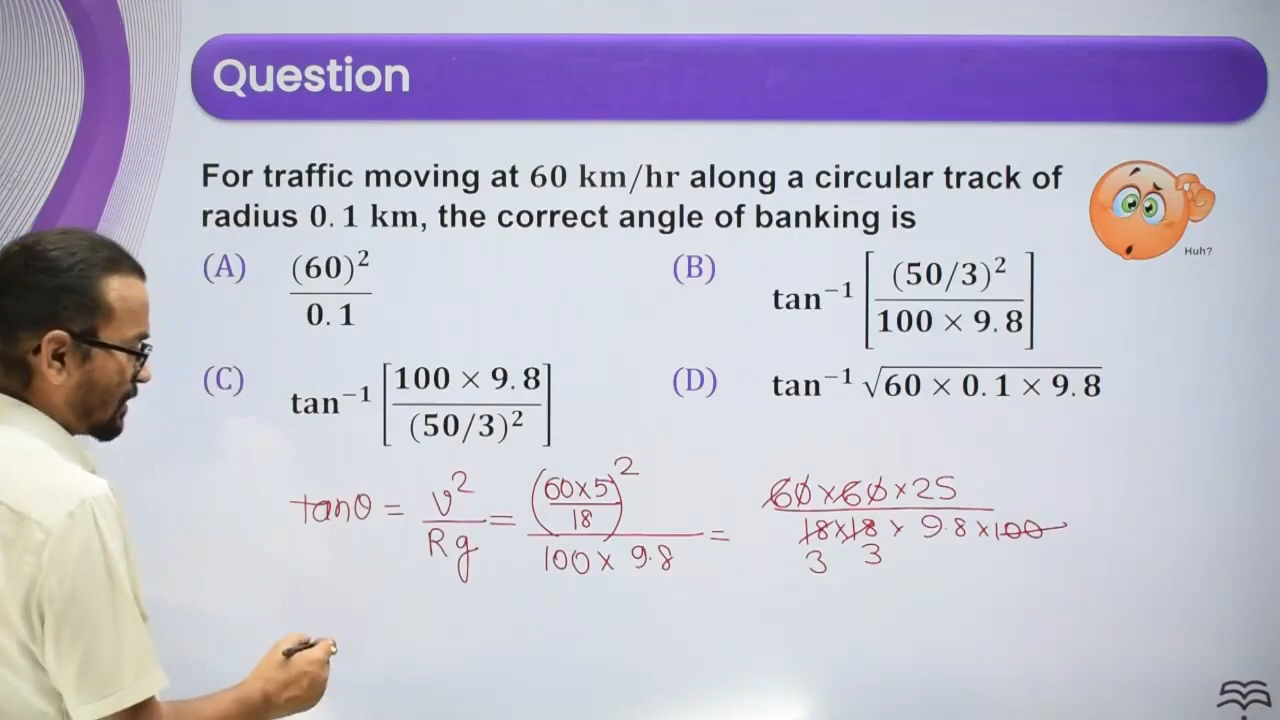 Question
For traffic moving at 60 km/hr along a circular track of
radius 0.1 km, the correct angle of banking is
Huh?
(A) (60)² / 0.1
(B) tan⁻¹ [(50/3)² / 100 × 9.8]
(C) tan⁻¹ [100 × 9.8 / (50/3)²]
(D) tan⁻¹ √60 × 0.1 × 9.8
tanθ = v² / Rg = (60×5 / 18)² / 100 × 9.8 = 60×60×25 / 18×18 × 9.8 ×100
3 3